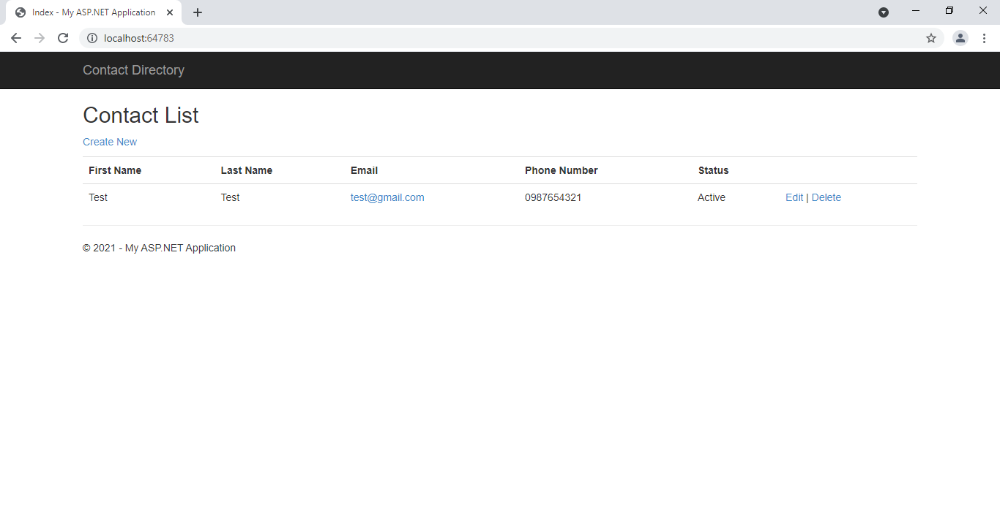 Index - My ASP.NET Application
localhost:64783
Contact Directory
Contact List
Create New
First Name Last Name Email Phone Number Status
Test Test test@gmail.com 0987654321 Active Edit | Delete
© 2021 - My ASP.NET Application